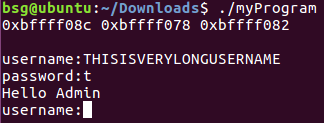 bsg@ubuntu:~/Downloads$ ./myProgram
0xbffff08c 0xbffff078 0xbffff082
username:THISISVERYLONGUSERNAME
password:t
Hello Admin
username: